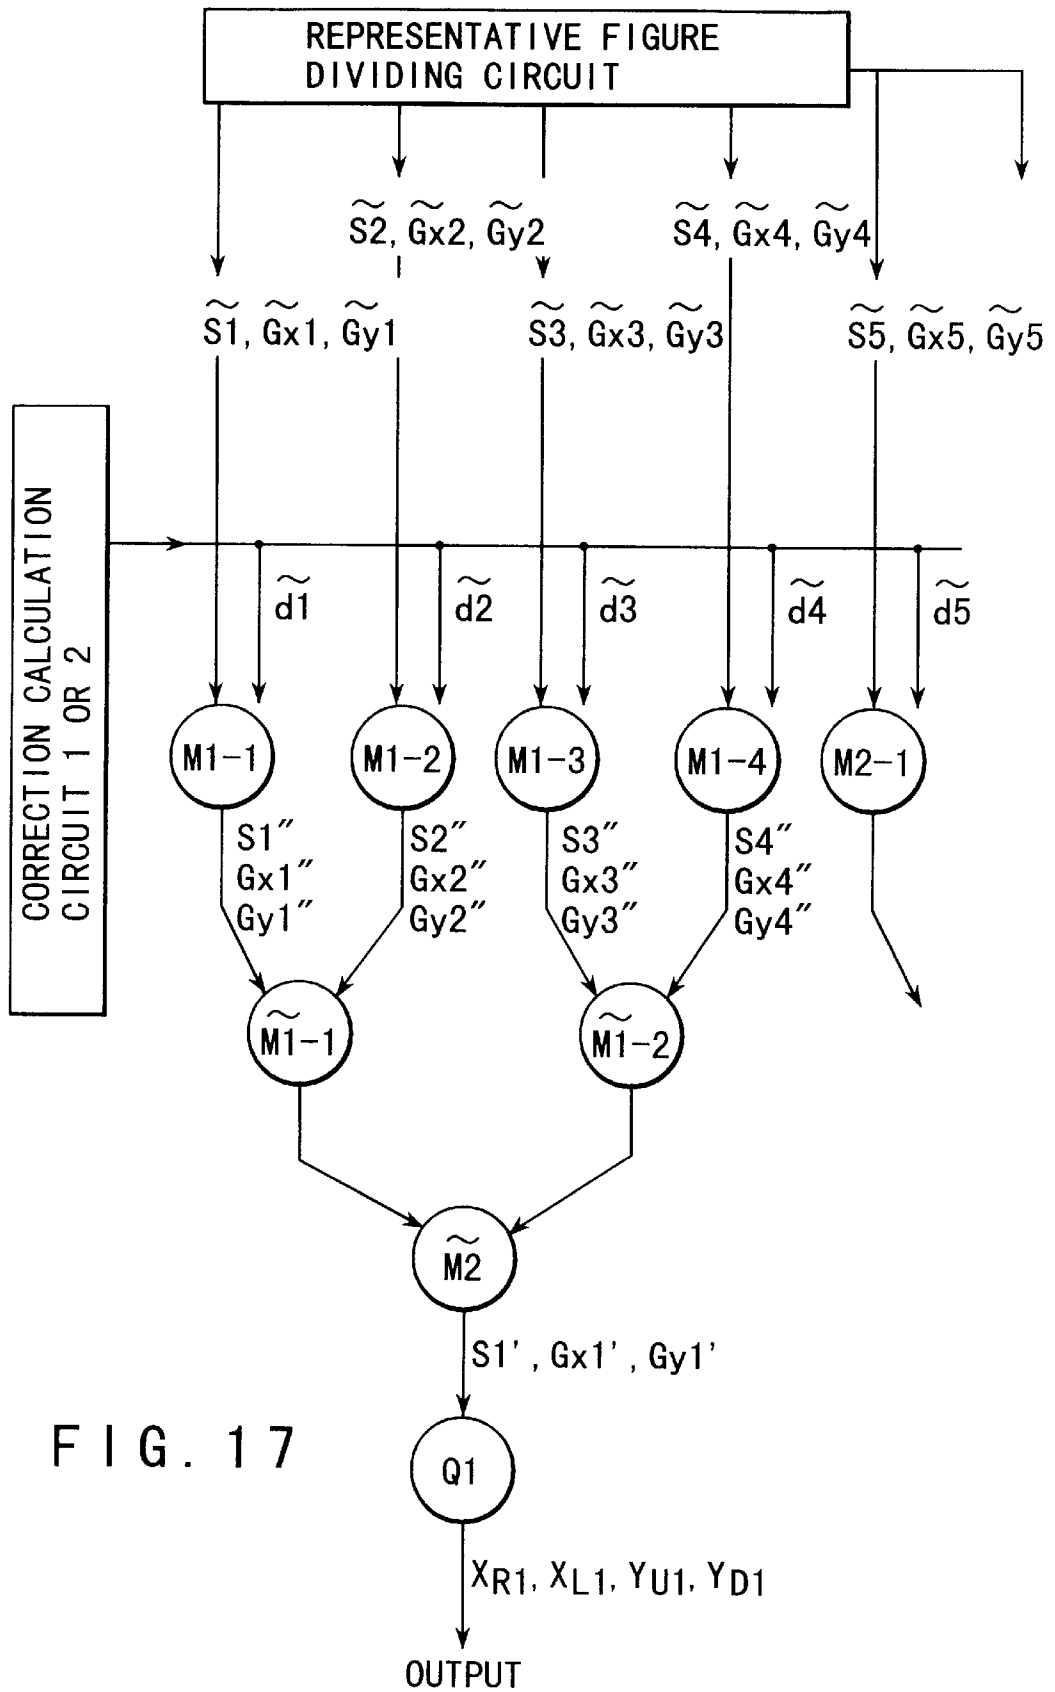 REPRESENTATIVE FIGURE
DIVIDING CIRCUIT
S̃2, G̃x2, G̃y2
S̃4, G̃x4, G̃y4
S̃1, G̃x1, G̃y1
S̃3, G̃x3, G̃y3
S̃5, G̃x5, G̃y5
CORRECTION CALCULATION
CIRCUIT 1 OR 2
d̃1
d̃2
d̃3
d̃4
d̃5
M1-1
M1-2
M1-3
M1-4
M2-1
S1″
Gx1″
Gy1″
S2″
Gx2″
Gy2″
S3″
Gx3″
Gy3″
S4″
Gx4″
Gy4″
M̃1-1
M̃1-2
M̃2
S1', Gx1', Gy1'
FIG. 17
Q1
XR1, XL1, YU1, YD1
OUTPUT